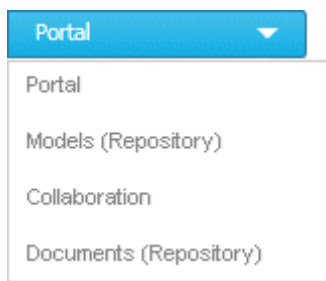 Portal
Portal
Models (Repository)
Collaboration
Documents (Repository)